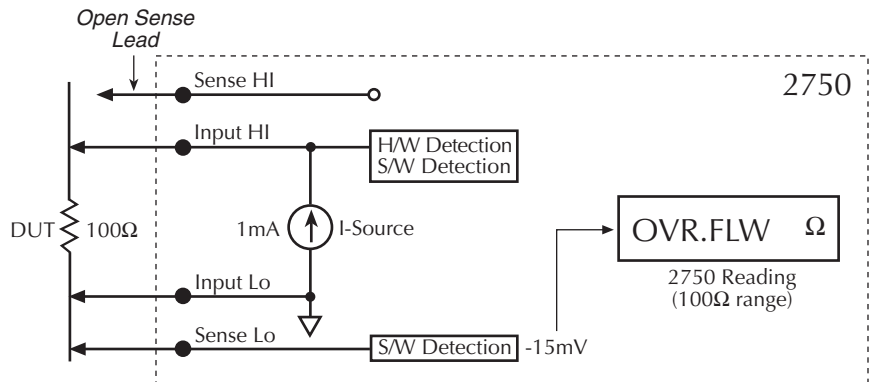 Open Sense
Lead
Sense HI
2750
Input HI
H/W Detection
S/W Detection
DUT
100Ω
1mA
I-Source
OVR.FLW Ω
2750 Reading
(100Ω range)
Input Lo
Sense Lo
S/W Detection
-15mV